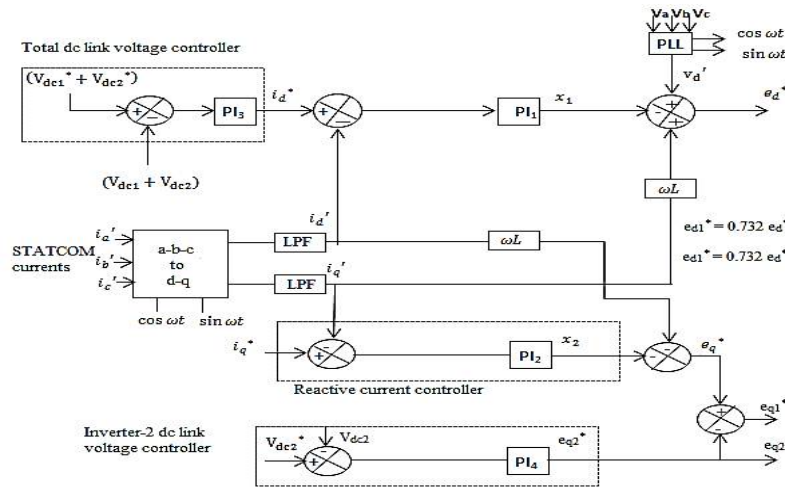 Va Vb Vc
Total dc link voltage controller
PLL
cos ωt
sin ωt
(Vdc1* + Vdc2*)
vd′
id*
x1
ed*
PI3
PI1
(Vdc1 + Vdc2)
ωL
id′
ia′
STATCOM
currents
ib′
ic′
a-b-c
to
d-q
LPF
ωL
ed1* = 0.732 ed*
ed1* = 0.732 ed*
iq′
LPF
cos ωt
sin ωt
iq*
PI2
x2
eq*
Reactive current controller
eq1*
Inverter-2 dc link
voltage controller
Vdc2*
Vdc2
eq2*
PI4
eq2